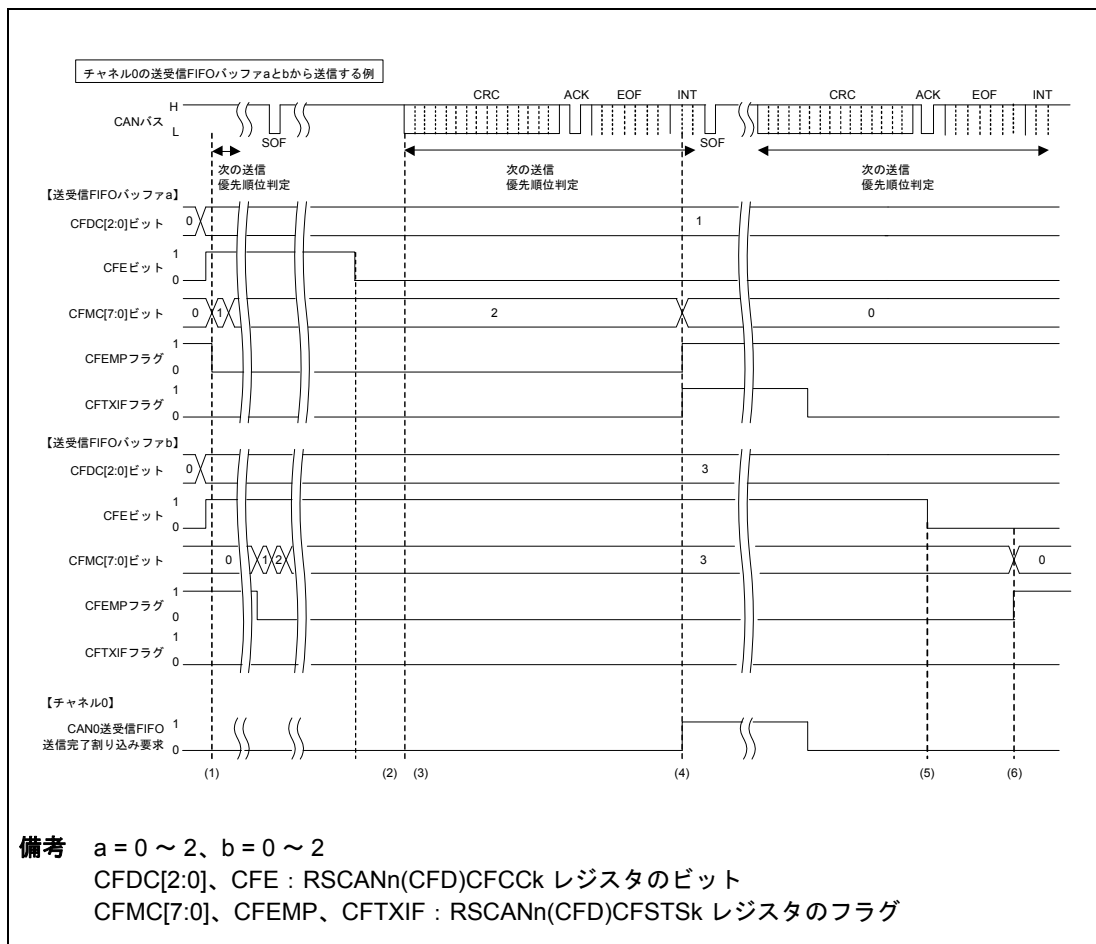 チャネル0の送受信FIFOバッファaとbから送信する例
CRC ACK EOF INT CRC ACK EOF INT
H
CANバス
L
SOF SOF
次の送信 次の送信 次の送信
優先順位判定 優先順位判定 優先順位判定
【送受信FIFOバッファa】
CFDC[2:0]ビット 0 1
CFEビット 1
0
CFMC[7:0]ビット 0 1 2 0
CFEMPフラグ 1
0
CFTXIFフラグ 1
0
【送受信FIFOバッファb】
CFDC[2:0]ビット 0 3
CFEビット 1
0
CFMC[7:0]ビット 0 1 2 3 0
CFEMPフラグ 1
0
CFTXIFフラグ 1
0
【チャネル0】
CAN0送受信FIFO 1
送信完了割り込み要求 0
(1) (2) (3) (4) (5) (6)
備考 a = 0 ~ 2、b = 0 ~ 2
CFDC[2:0]、CFE : RSCANn(CFD)CFCCk レジスタのビット
CFMC[7:0]、CFEMP、CFTXIF : RSCANn(CFD)CFSTSk レジスタのフラグ